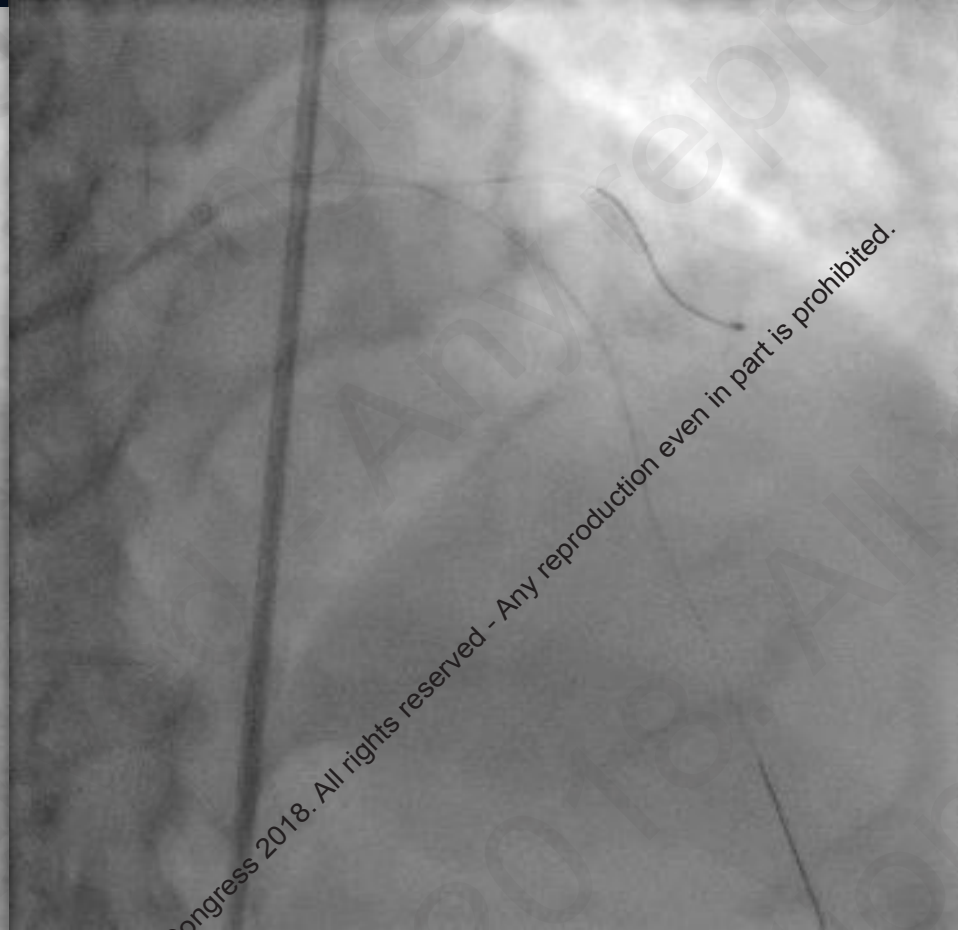 ongress 2018. All rights reserved - Any reproduction even in part is prohibited.